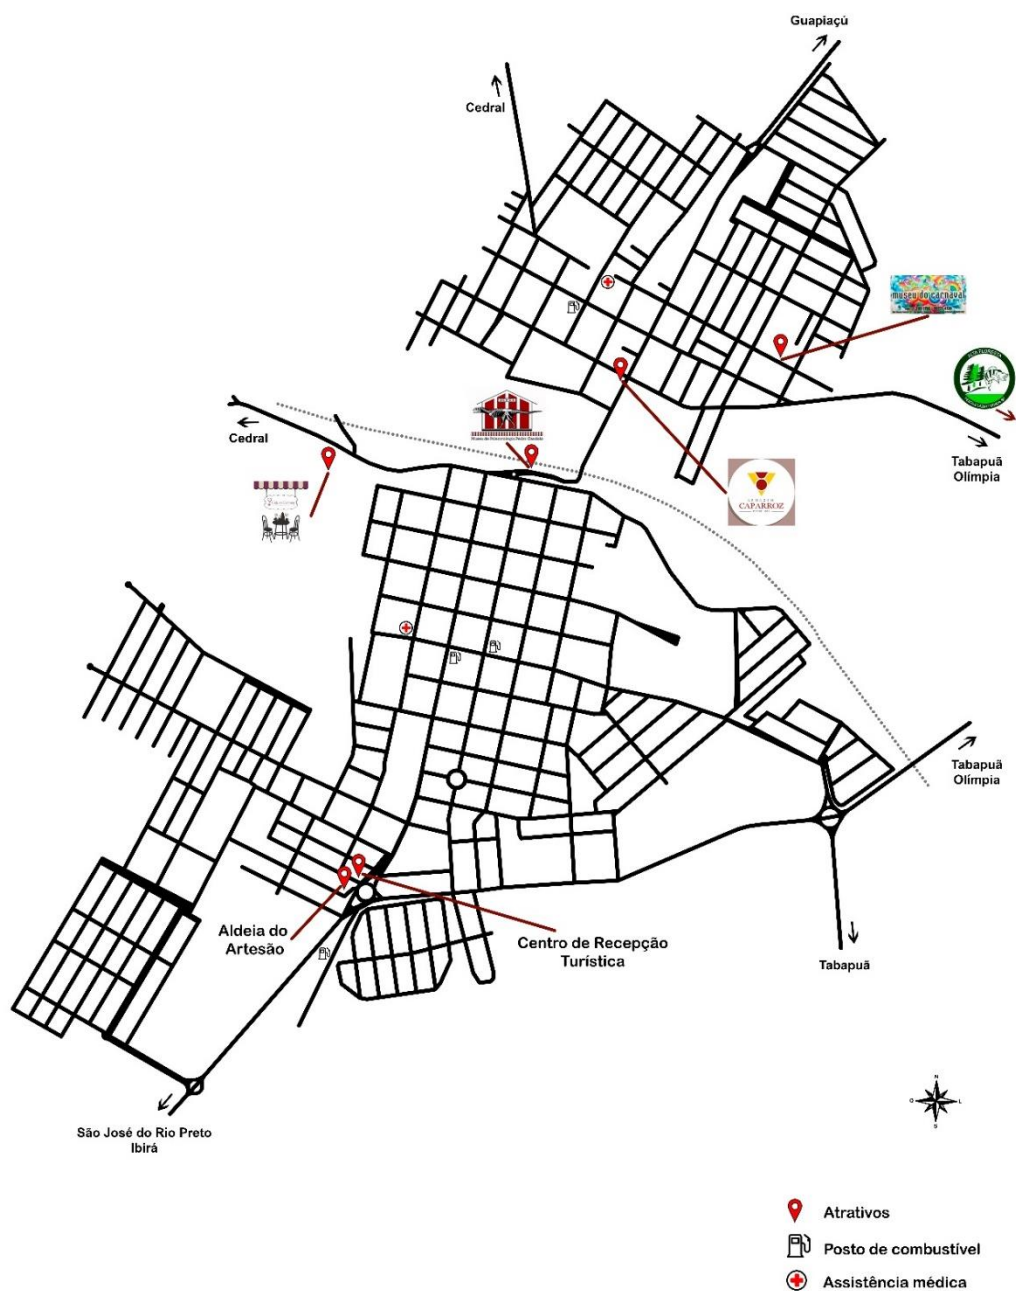 Guapiaçú
Cedral
museu do carnaval
Cedral
Tabapuã
Olímpia
CAPARROZ
Tabapuã
Olímpia
Aldeia do
Artesão
Centro de Recepção
Turística
Tabapuã
N
O
L
S
São José do Rio Preto
Ibirá
Atrativos
Posto de combustível
Assistência médica